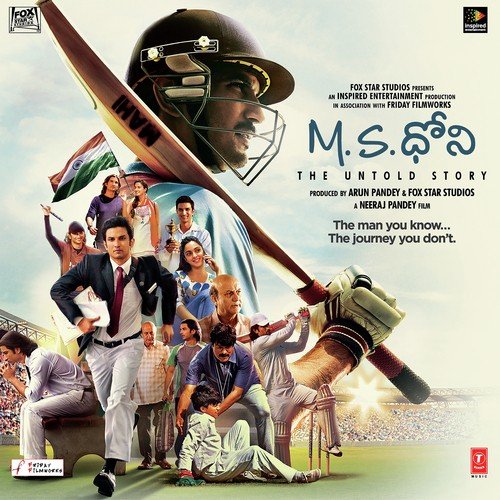 FOX
STAR
STUDIOS
inspired
entertainment
FOX STAR STUDIOS PRESENTS
AN INSPIRED ENTERTAINMENT PRODUCTION
IN ASSOCIATION WITH FRIDAY FILMWORKS
MAHI
M.S.ధోని
THE UNTOLD STORY
PRODUCED BY ARUN PANDEY & FOX STAR STUDIOS
A NEERAJ PANDEY FILM
The man you know...
The journey you don't.
FRIDAY
FILMWORKS
T
SERIES
MUSIC